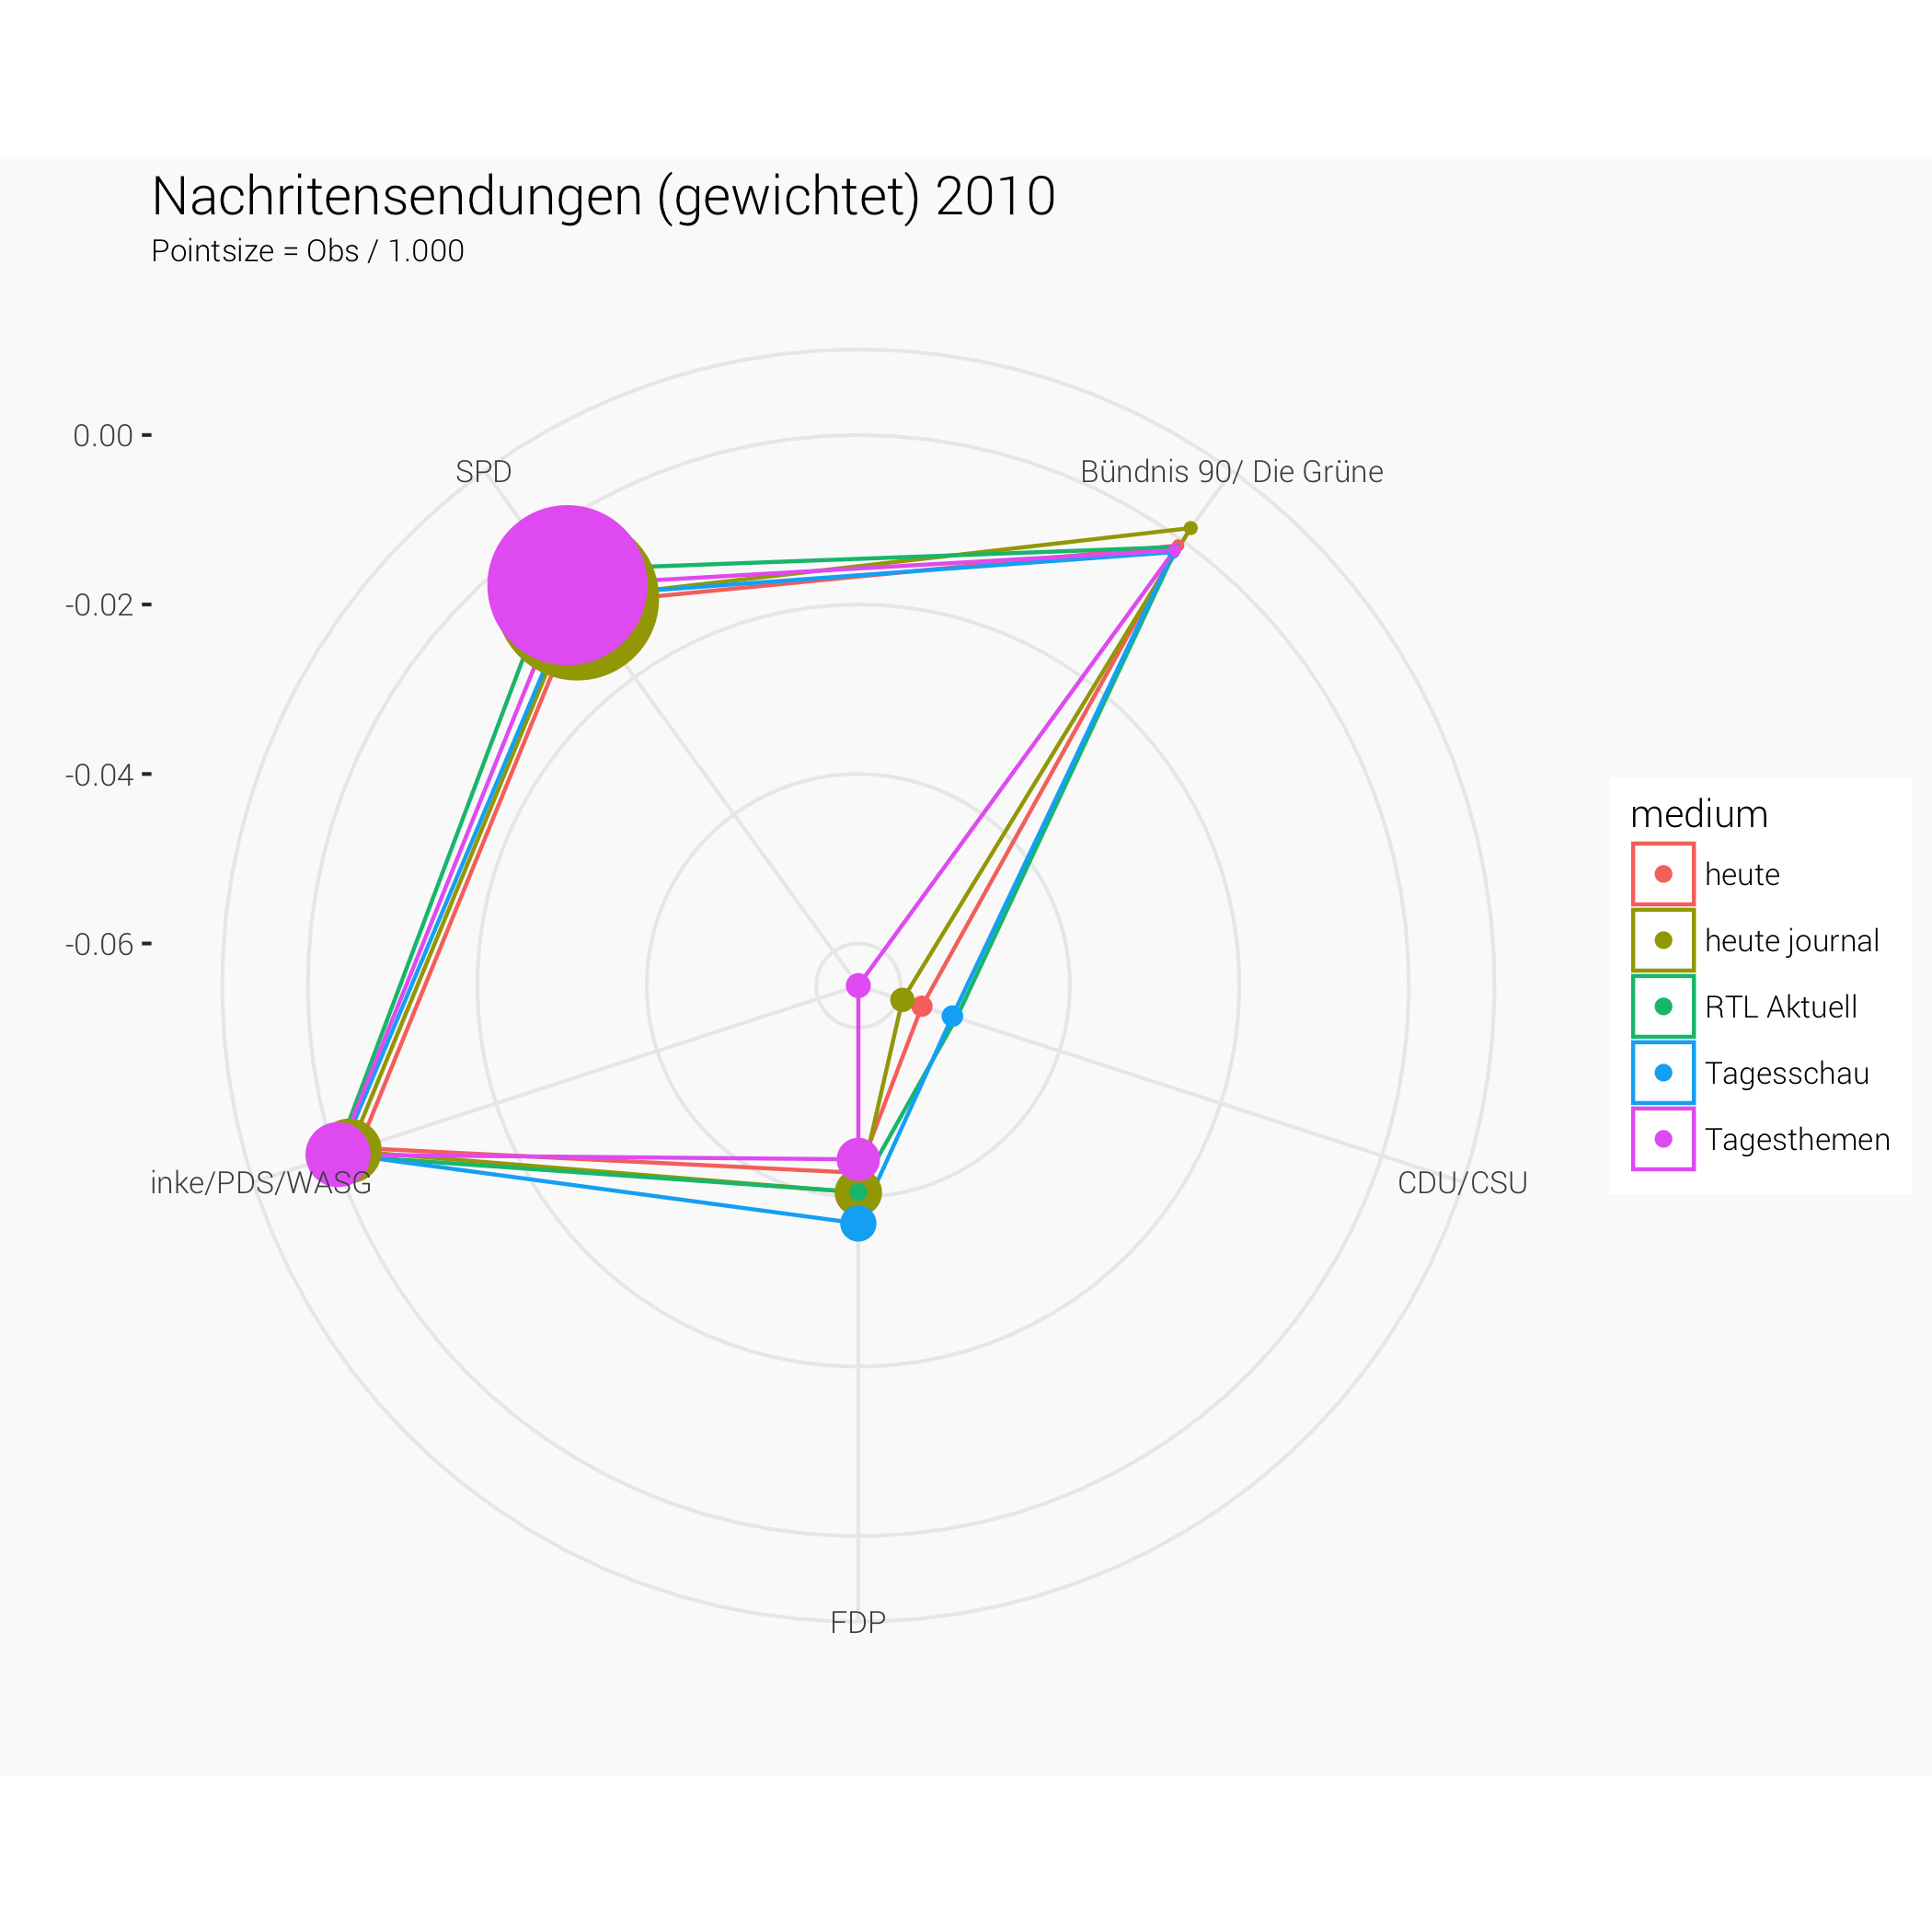 Nachritensendungen (gewichtet) 2010
Pointsize = Obs / 1.000
0.00
SPD
Bündnis 90/ Die Grüne
-0.02
-0.04
medium
heute
-0.06
heute journal
RTL Aktuell
Tagesschau
Tagesthemen
inke/PDS/WASG
CDU/CSU
FDP